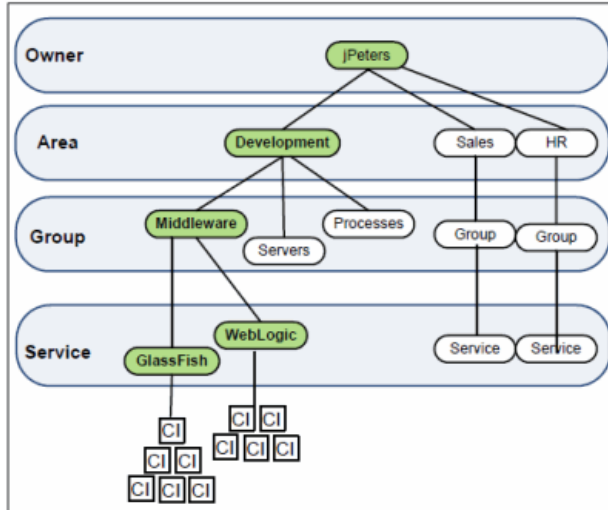 Owner
jPeters
Area
Development
Sales
HR
Group
Middleware
Servers
Processes
Group
Group
Service
GlassFish
WebLogic
Service
Service
CI
CI CI
CI CI CI
CI CI
CI CI CI